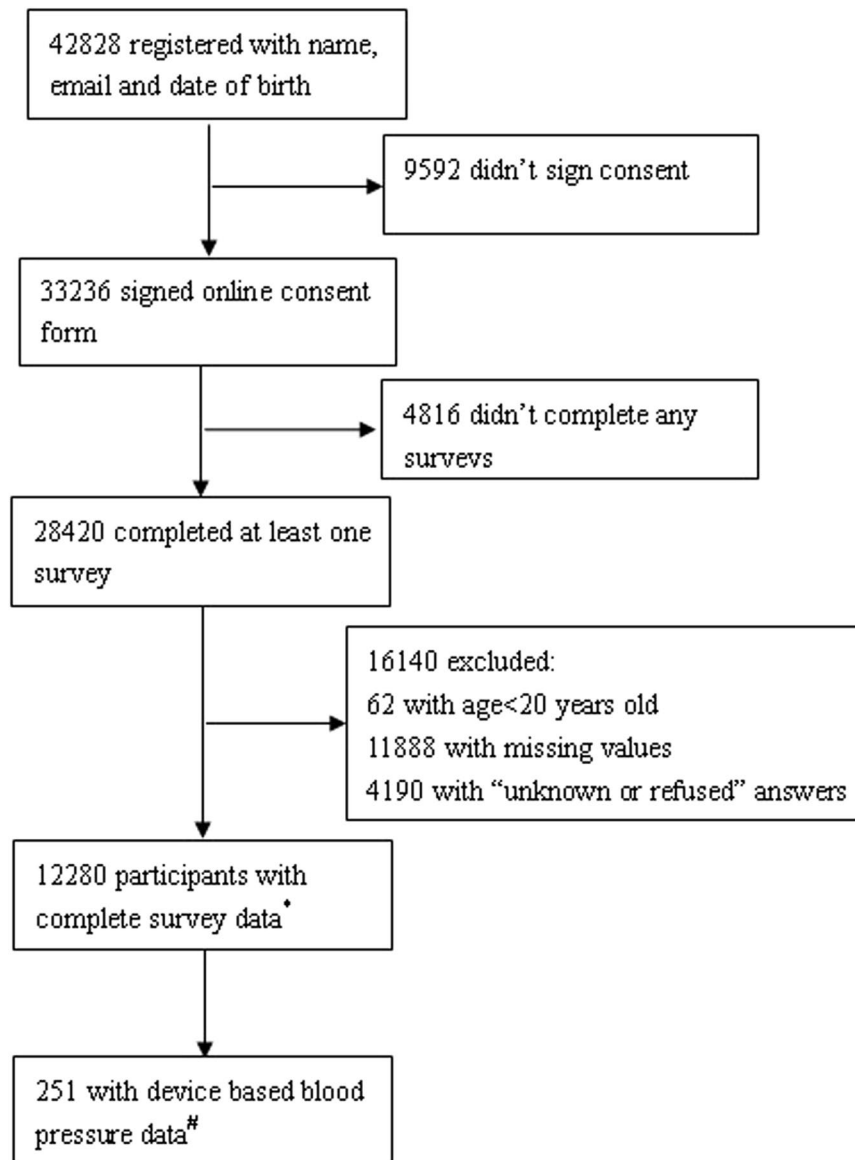 42828 registered with name,
email and date of birth
9592 didn’t sign consent
33236 signed online consent
form
4816 didn’t complete any
surveys
28420 completed at least one
survey
16140 excluded:
62 with age<20 years old
11888 with missing values
4190 with “unknown or refused” answers
12280 participants with
complete survey data*
251 with device based blood
pressure data#